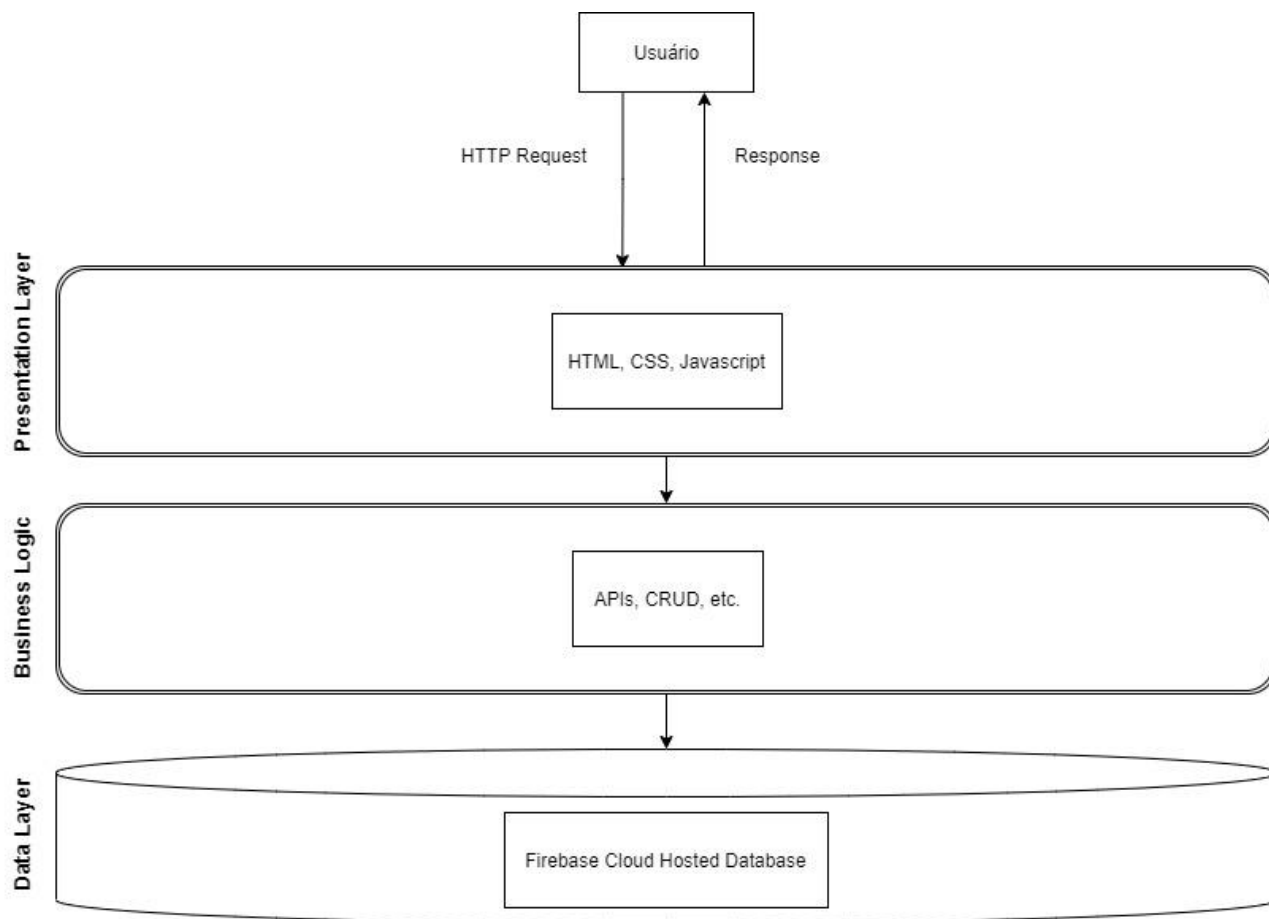 Usuário
HTTP Request
Response
Presentation Layer
HTML, CSS, Javascript
Business Logic
APIs, CRUD, etc.
Data Layer
Firebase Cloud Hosted Database